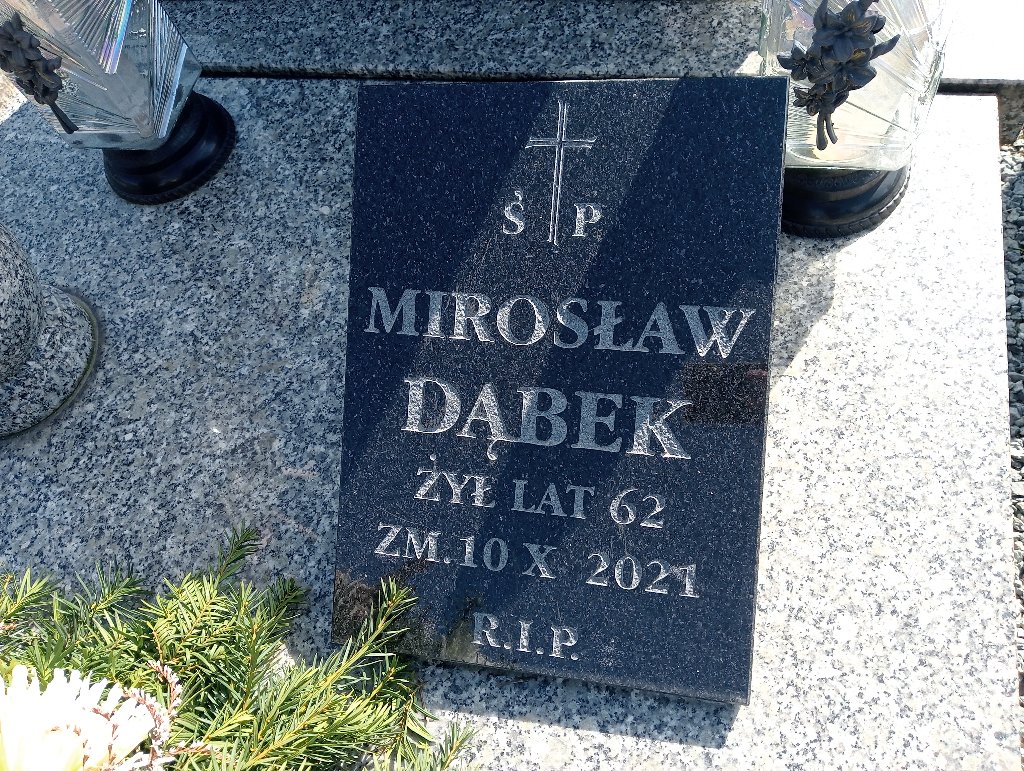 Ś P
MIROSŁAW
DĄBEK
ŻYŁ LAT 62
ZM. 10 X 2021
R.I.P.